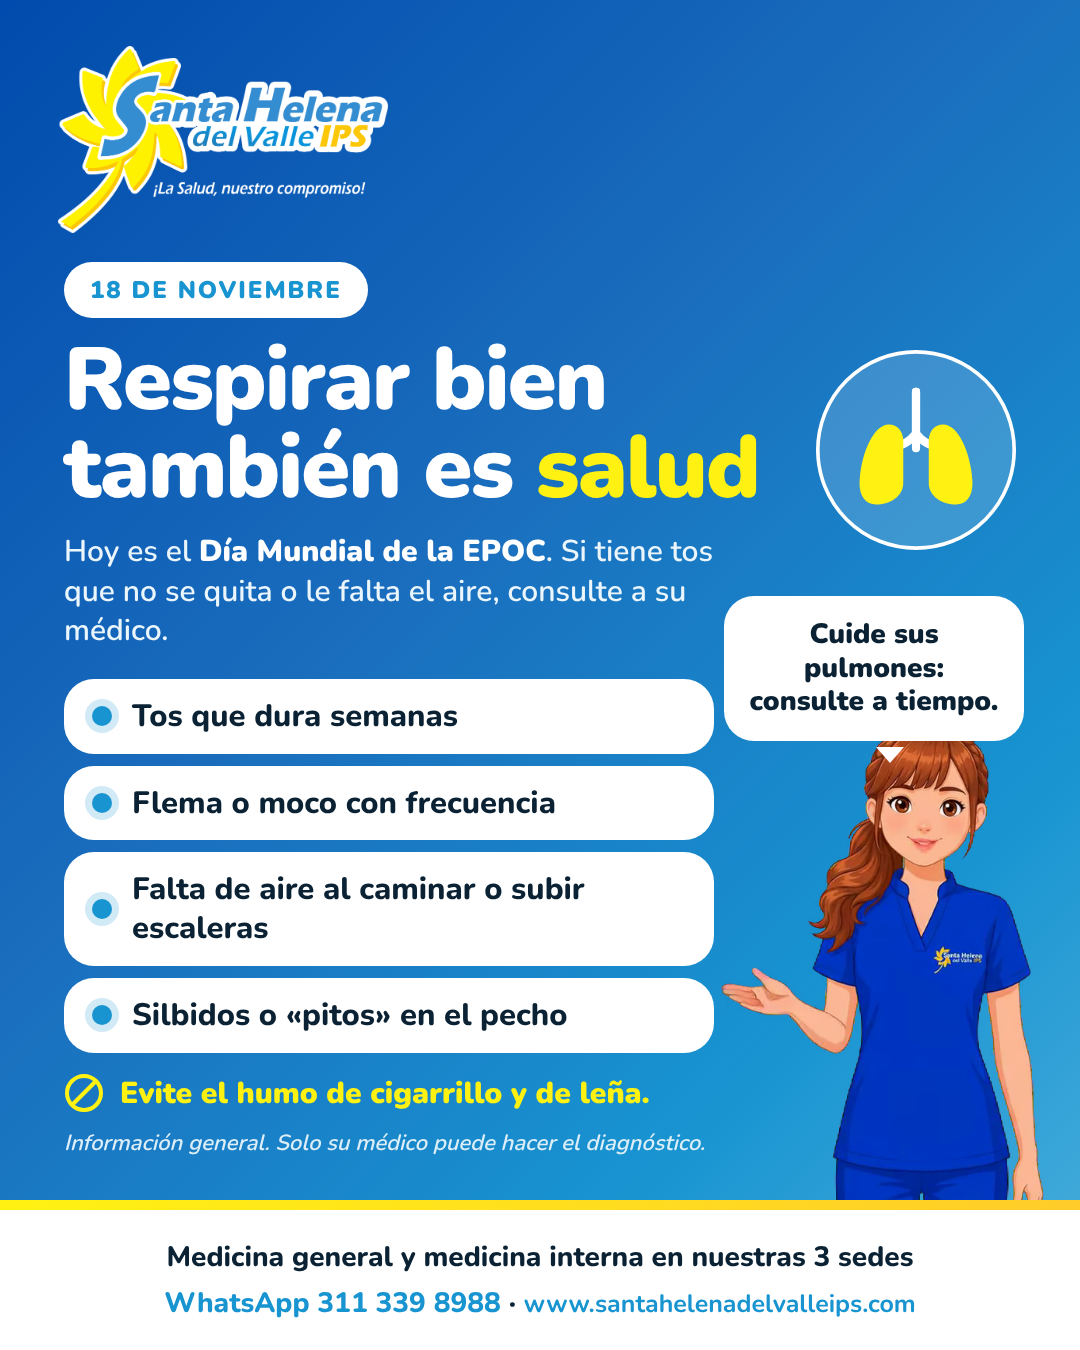 Santa Helena
del Valle IPS
¡La Salud, nuestro compromiso!
18 DE NOVIEMBRE
Respirar bien
también es salud
Hoy es el Día Mundial de la EPOC. Si tiene tos
que no se quita o le falta el aire, consulte a su
médico.
Cuide sus
pulmones:
consulte a tiempo.
Tos que dura semanas
Flema o moco con frecuencia
Falta de aire al caminar o subir
escaleras
Silbidos o «pitos» en el pecho
Santa Helena
del Valle IPS
Evite el humo de cigarrillo y de leña.
Información general. Solo su médico puede hacer el diagnóstico.
Medicina general y medicina interna en nuestras 3 sedes
WhatsApp 311 339 8988 · www.santahelenadelvalleips.com